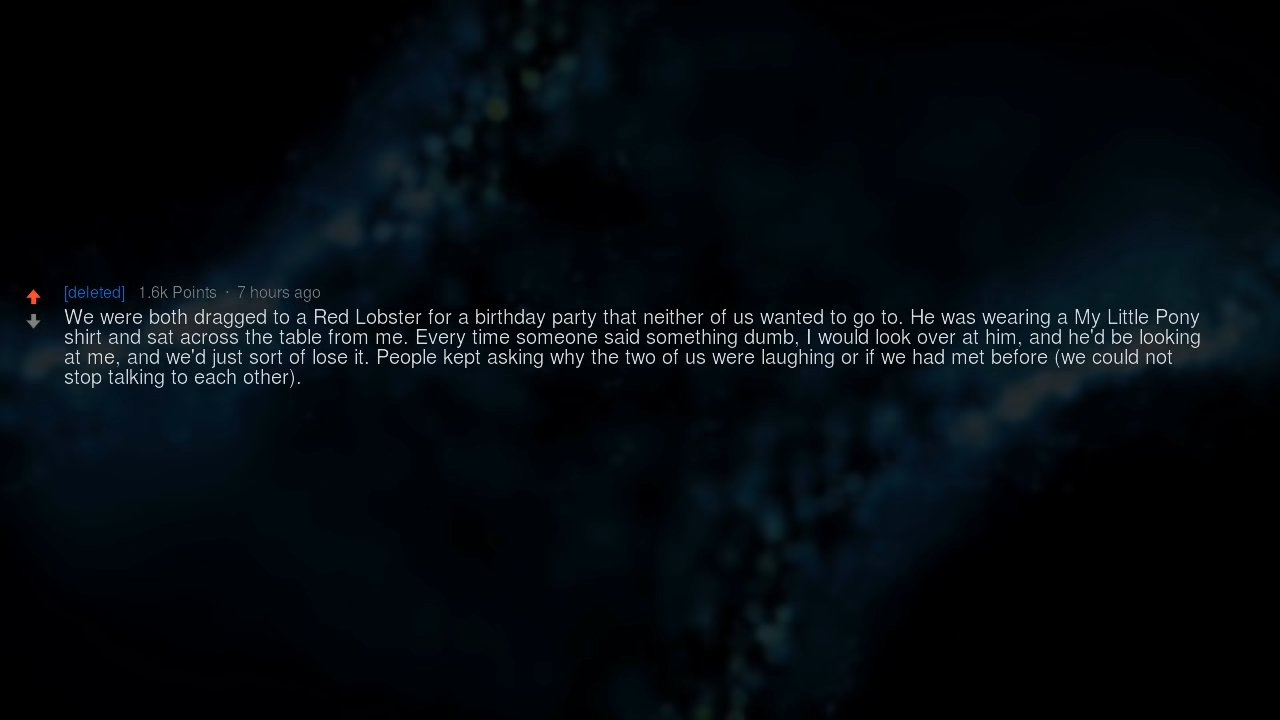 [deleted] 1.6k Points · 7 hours ago
We were both dragged to a Red Lobster for a birthday party that neither of us wanted to go to. He was wearing a My Little Pony
shirt and sat across the table from me. Every time someone said something dumb, I would look over at him, and he'd be looking
at me, and we'd just sort of lose it. People kept asking why the two of us were laughing or if we had met before (we could not
stop talking to each other).